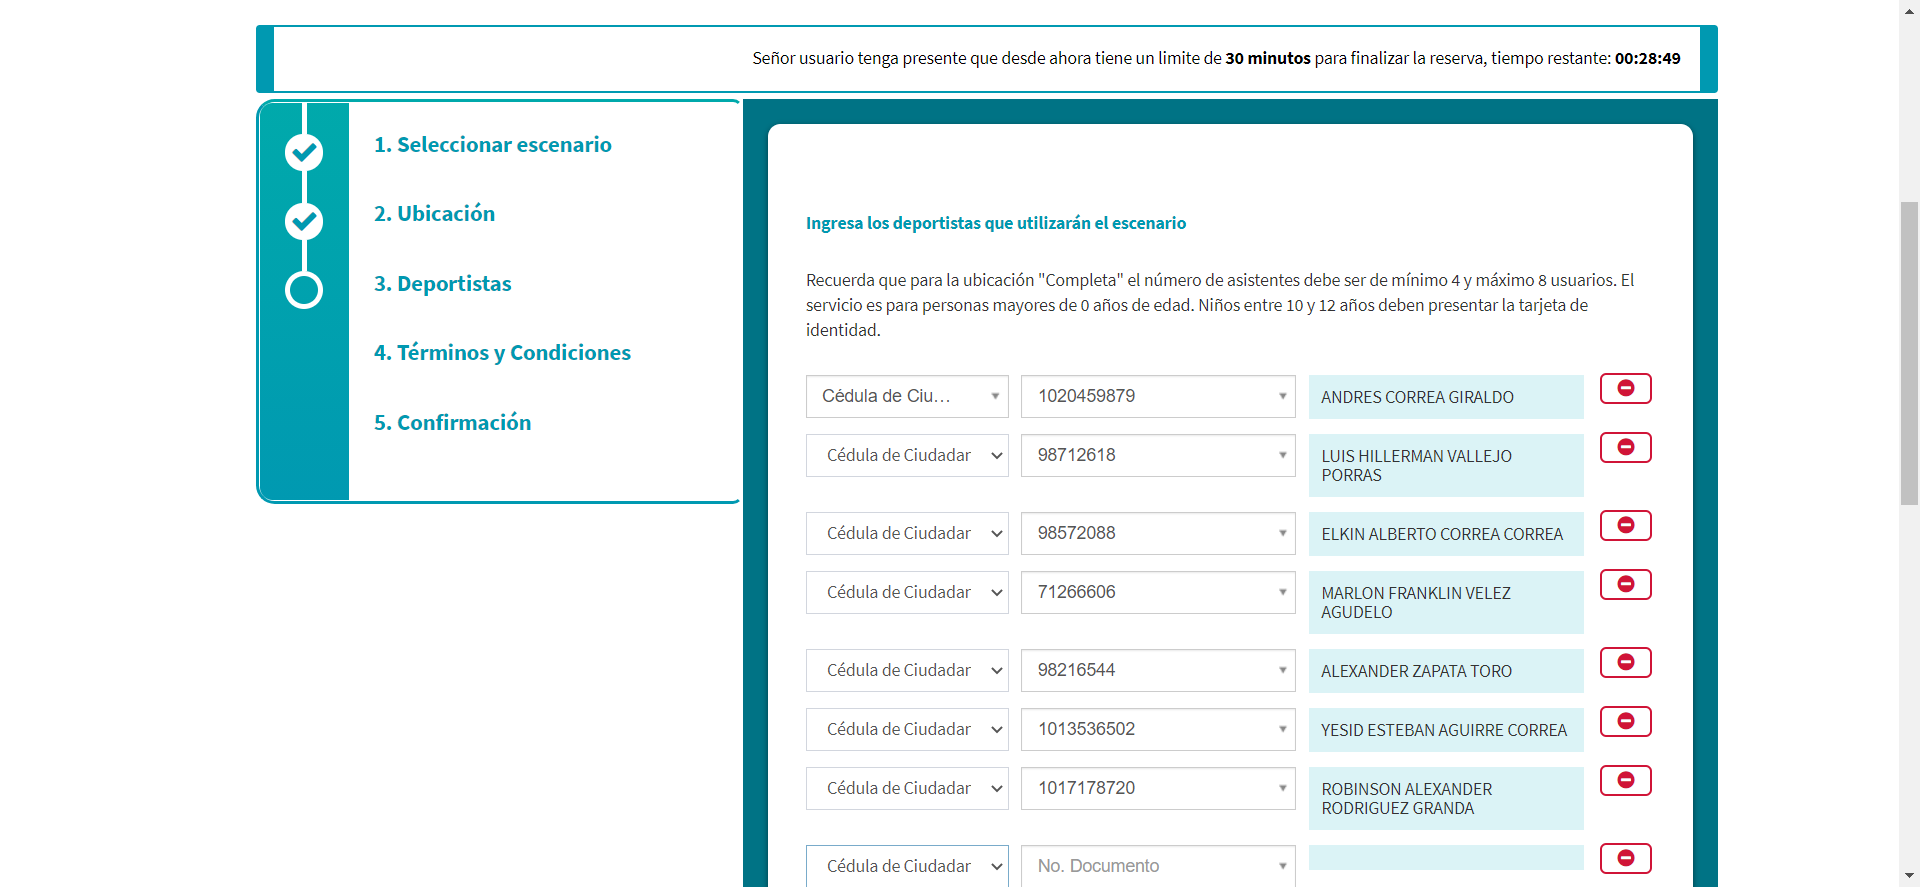 Señor usuario tenga presente que desde ahora tiene un limite de 30 minutos para finalizar la reserva, tiempo restante: 00:28:49
1. Seleccionar escenario
2. Ubicación
3. Deportistas
4. Términos y Condiciones
5. Confirmación
Ingresa los deportistas que utilizarán el escenario
Recuerda que para la ubicación "Completa" el número de asistentes debe ser de mínimo 4 y máximo 8 usuarios. El
servicio es para personas mayores de 0 años de edad. Niños entre 10 y 12 años deben presentar la tarjeta de
identidad.
Cédula de Ciu... 1020459879 ANDRES CORREA GIRALDO
Cédula de Ciudadar 98712618 LUIS HILLERMAN VALLEJO
PORRAS
Cédula de Ciudadar 98572088 ELKIN ALBERTO CORREA CORREA
Cédula de Ciudadar 71266606 MARLON FRANKLIN VELEZ
AGUDELO
Cédula de Ciudadar 98216544 ALEXANDER ZAPATA TORO
Cédula de Ciudadar 1013536502 YESID ESTEBAN AGUIRRE CORREA
Cédula de Ciudadar 1017178720 ROBINSON ALEXANDER
RODRIGUEZ GRANDA
Cédula de Ciudadar No. Documento